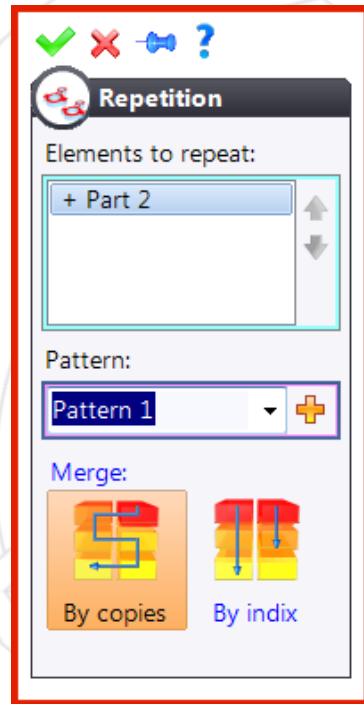 ?
Repetition
Elements to repeat:
+ Part 2
Pattern:
Pattern 1
Merge:
By copies By indix